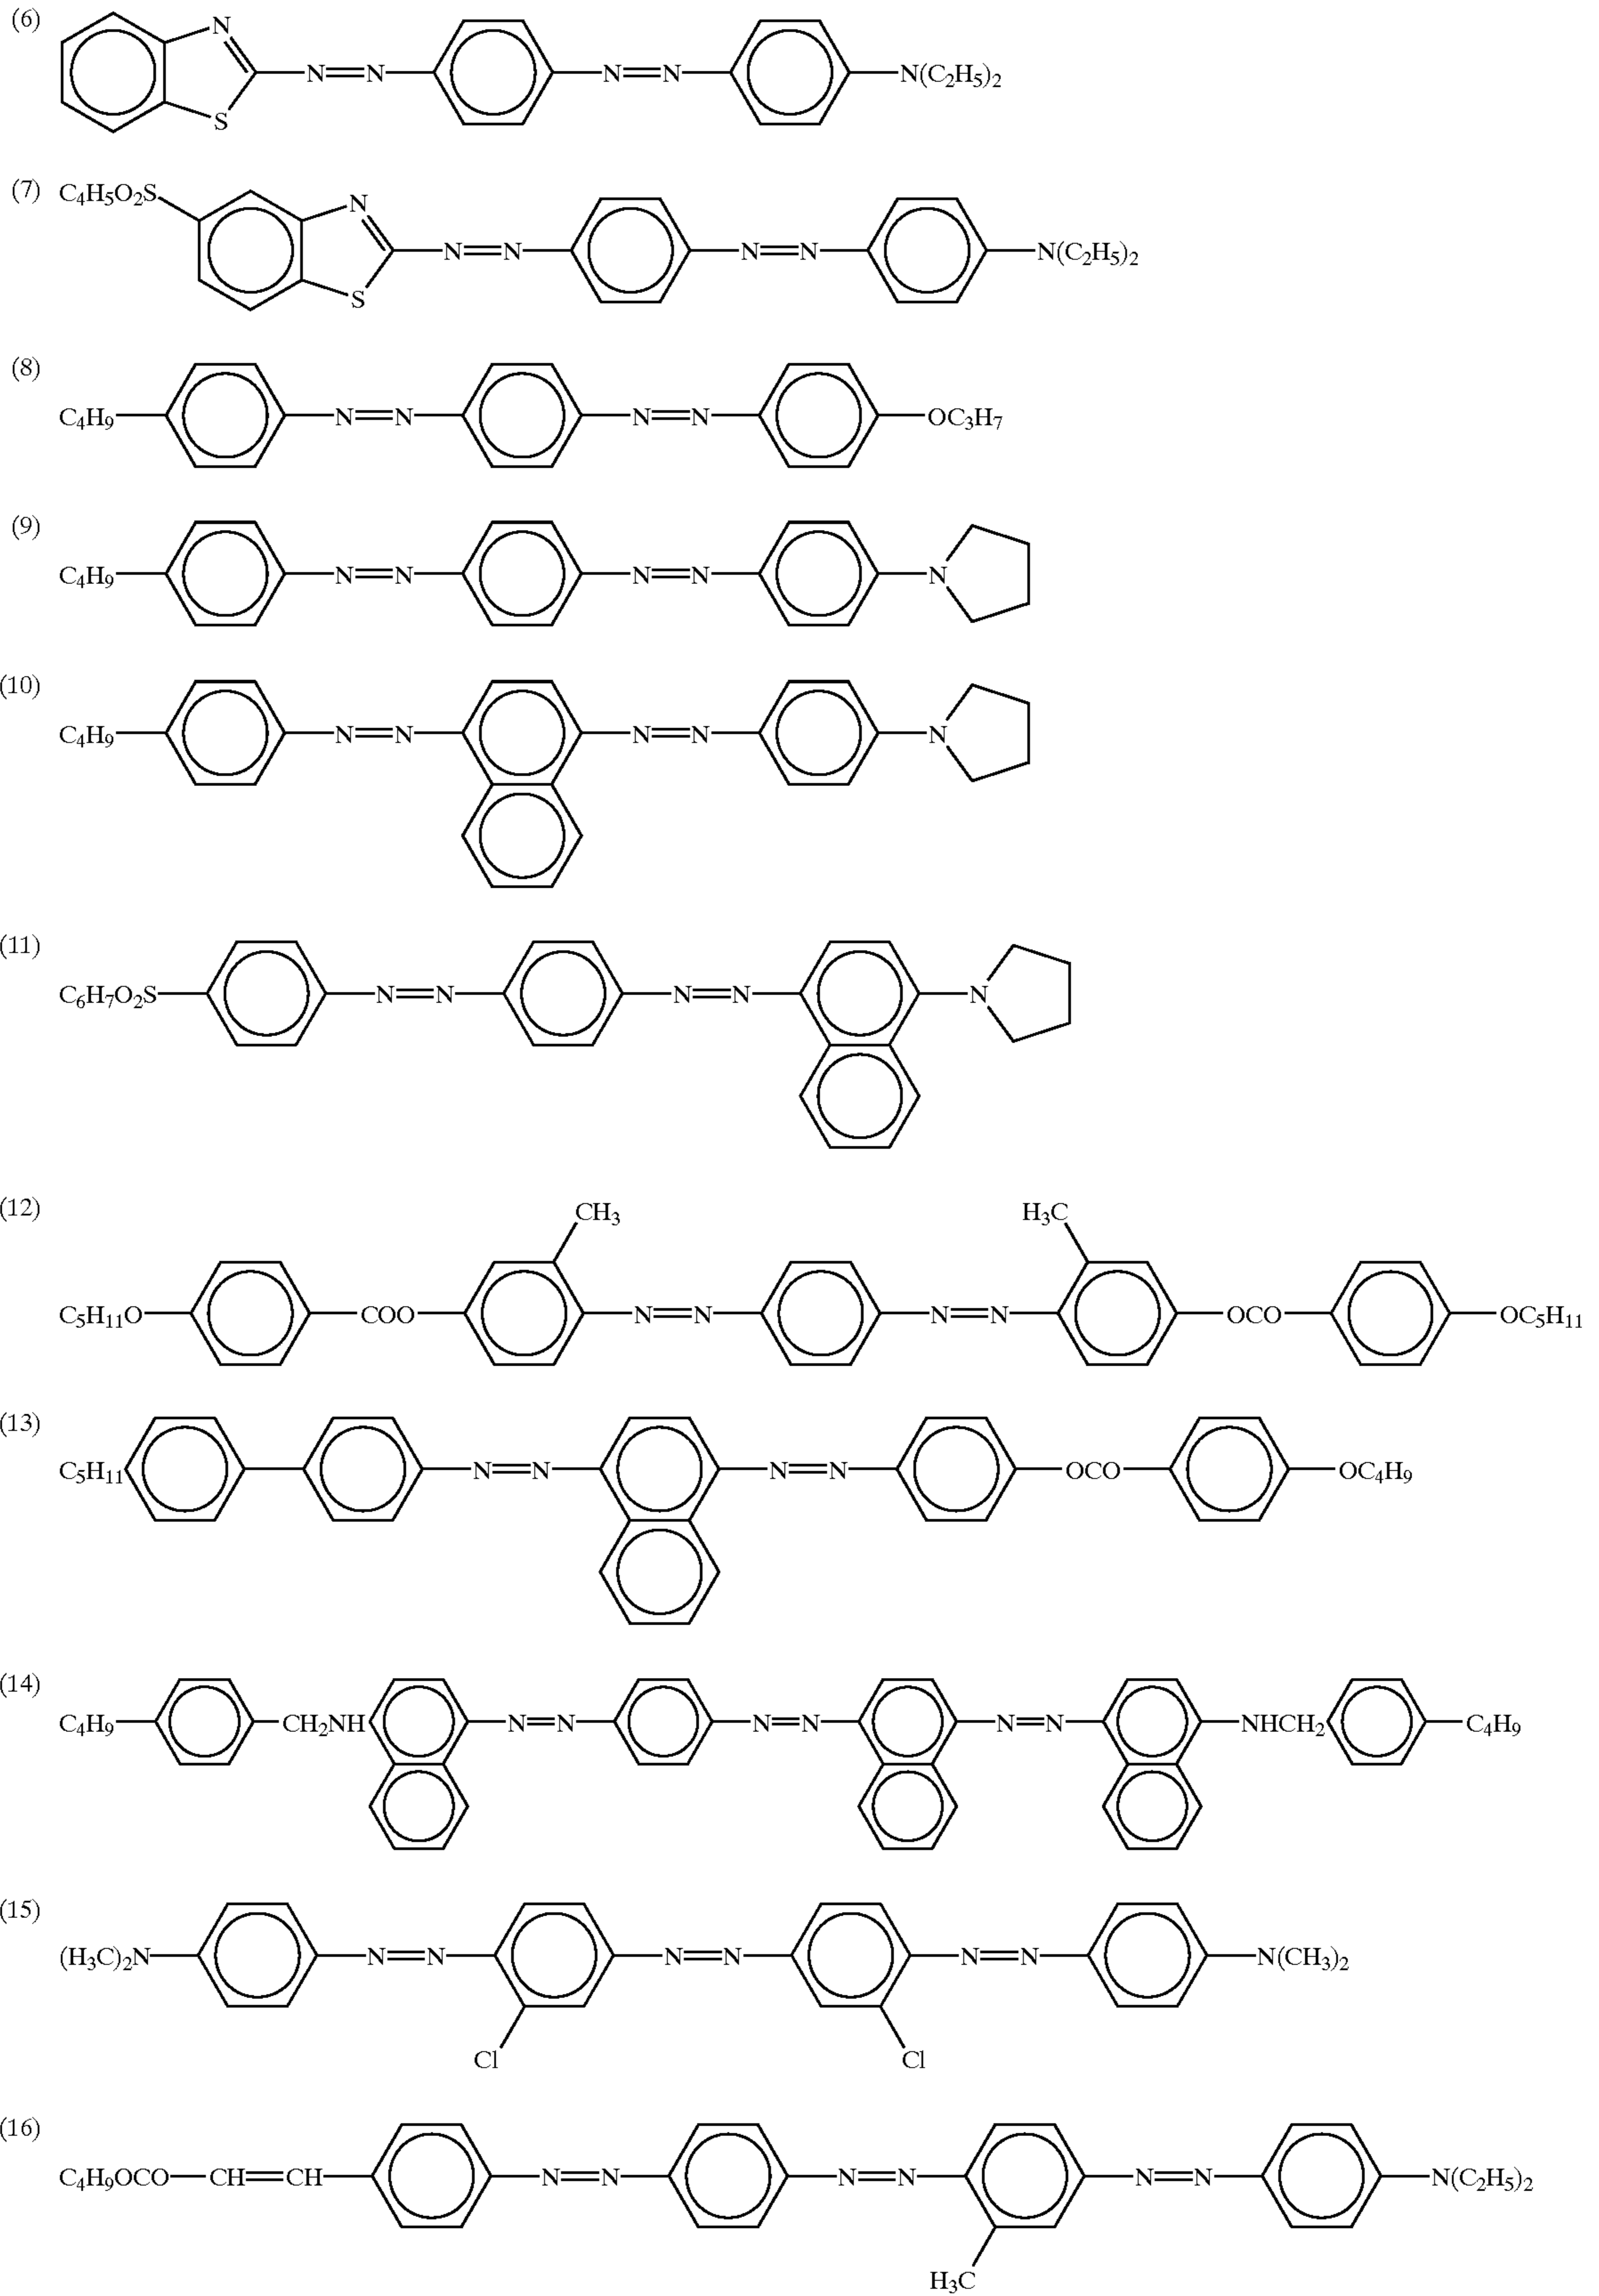 (6) N S N=N N=N N(C₂H₅)₂
(7) C₄H₅O₂S N S N=N N=N N(C₂H₅)₂
(8) C₄H₉ N=N N=N OC₃H₇
(9) C₄H₉ N=N N=N N
(10) C₄H₉ N=N N=N N
(11) C₆H₇O₂S N=N N=N N
(12) CH₃ H₃C
C₅H₁₁O COO N=N N=N OCO OC₅H₁₁
(13) C₅H₁₁ N=N N=N OCO OC₄H₉
(14) C₄H₉ CH₂NH N=N N=N N=N NHCH₂ C₄H₉
(15) (H₃C)₂N N=N N=N N=N N(CH₃)₂
Cl Cl
(16) C₄H₉OCO CH=CH N=N N=N N=N N(C₂H₅)₂
H₃C